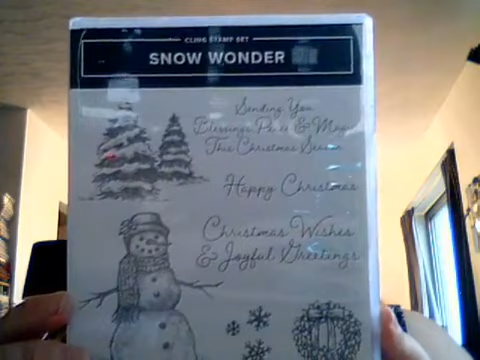 CLING STAMP SET
SNOW WONDER
Sending You
Blessings Peace & Magic
This Christmas Season
Happy Christmas
Christmas Wishes
& Joyful Greetings